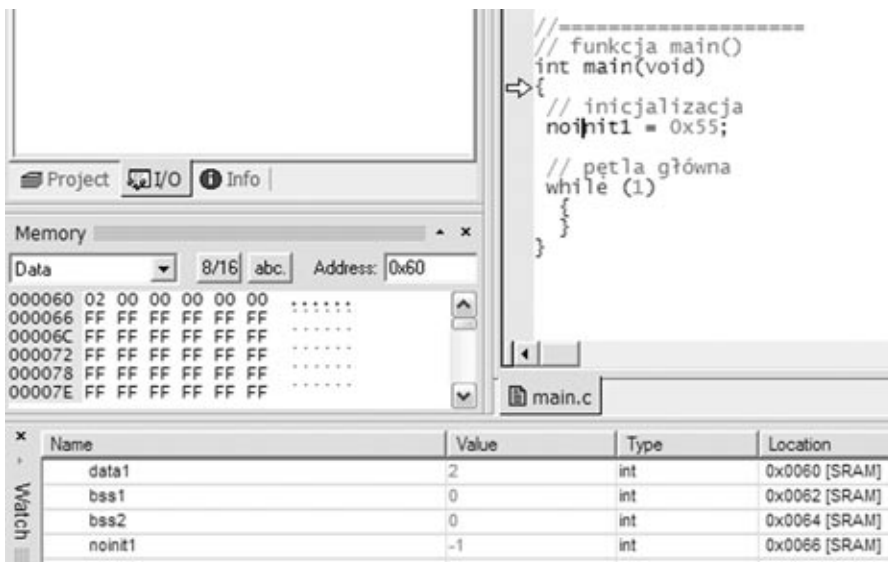 //=====================
// funkcja main()
int main(void)
{
// inicjalizacja
noinit1 = 0x55;
// pętla główna
while (1)
{
}
}
Project I/O Info
Memory
Data 8/16 abc. Address: 0x60
000060 02 00 00 00 00 00 ......
000066 FF FF FF FF FF FF ......
00006C FF FF FF FF FF FF ......
000072 FF FF FF FF FF FF ......
000078 FF FF FF FF FF FF ......
00007E FF FF FF FF FF FF ......
main.c
Watch
Name Value Type Location
data1 2 int 0x0060 [SRAM]
bss1 0 int 0x0062 [SRAM]
bss2 0 int 0x0064 [SRAM]
noinit1 -1 int 0x0066 [SRAM]